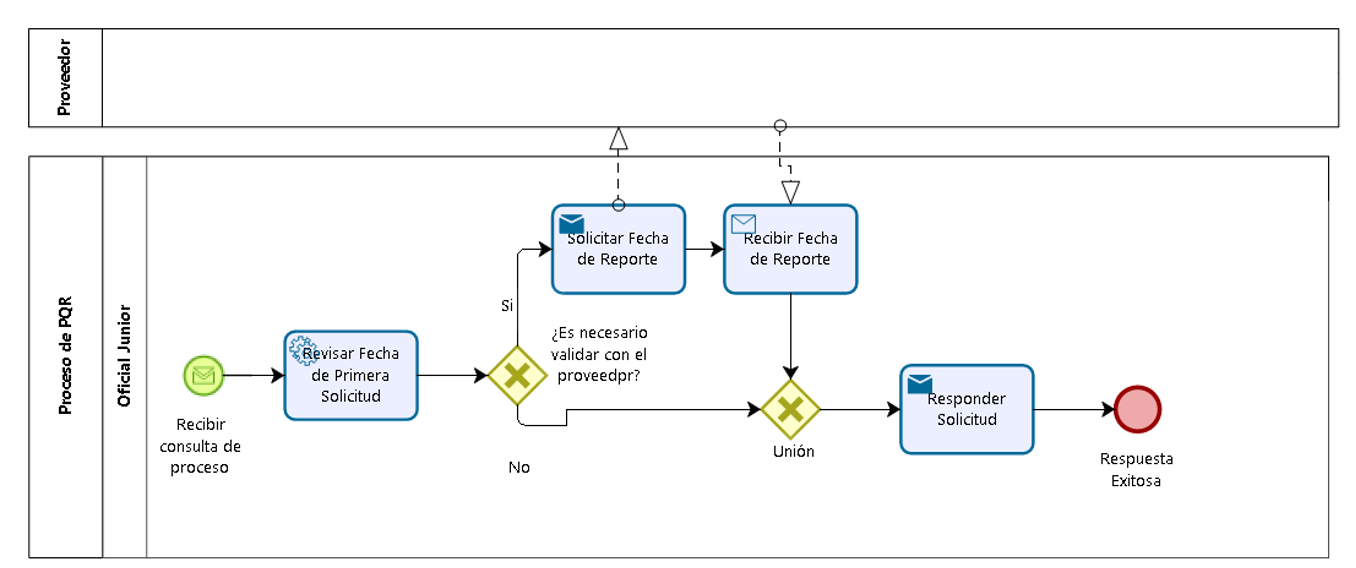 Proveedor
Proceso de PQR
Oficial Junior
Recibir
consulta de
proceso
Revisar Fecha
de Primera
Solicitud
Si
¿Es necesario
validar con el
proveedpr?
No
Solicitar Fecha
de Reporte
Recibir Fecha
de Reporte
Unión
Responder
Solicitud
Respuesta
Exitosa